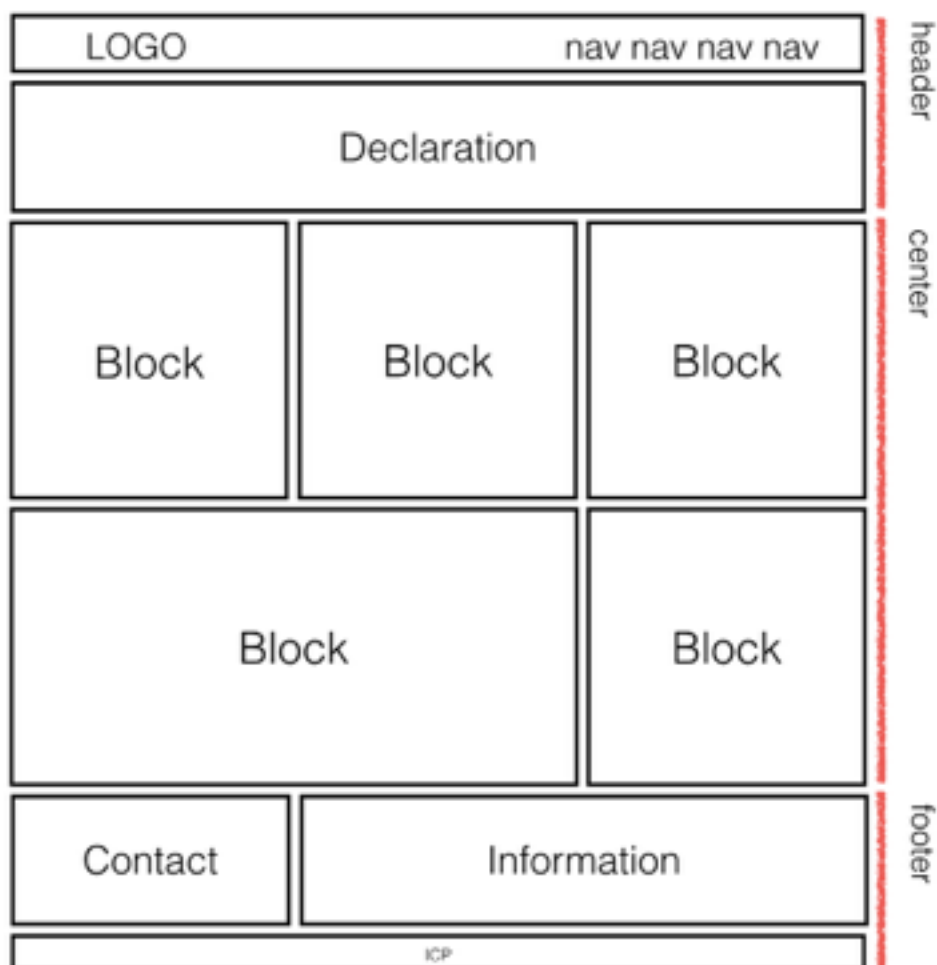 LOGO nav nav nav nav
header
Declaration
center
Block Block Block
Block Block
footer
Contact Information
ICP